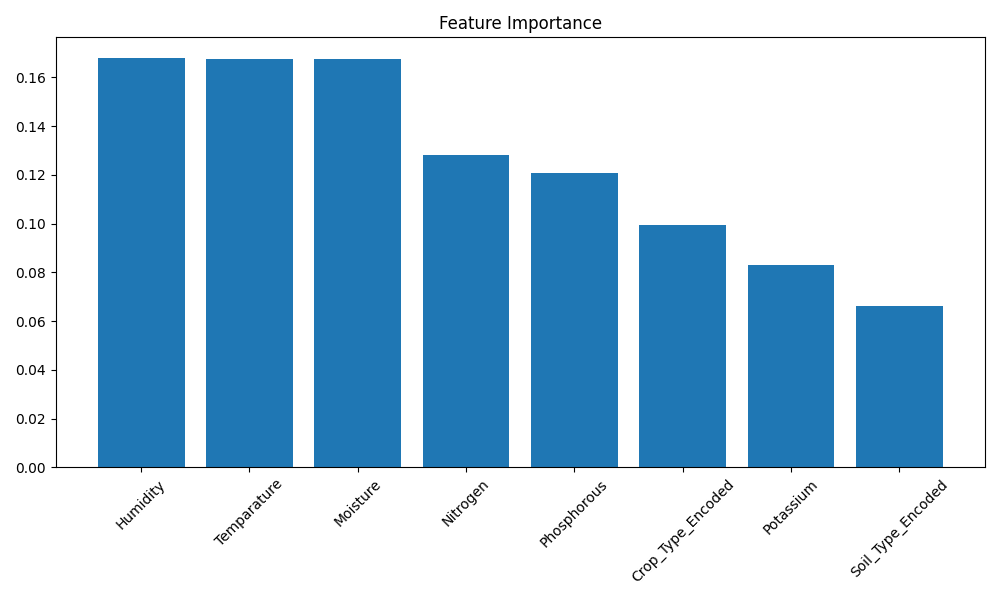 Feature Importance
0.16
0.14
0.12
0.10
0.08
0.06
0.04
0.02
0.00
Humidity
Temparature
Moisture
Nitrogen
Phosphorous
Crop_Type_Encoded
Potassium
Soil_Type_Encoded